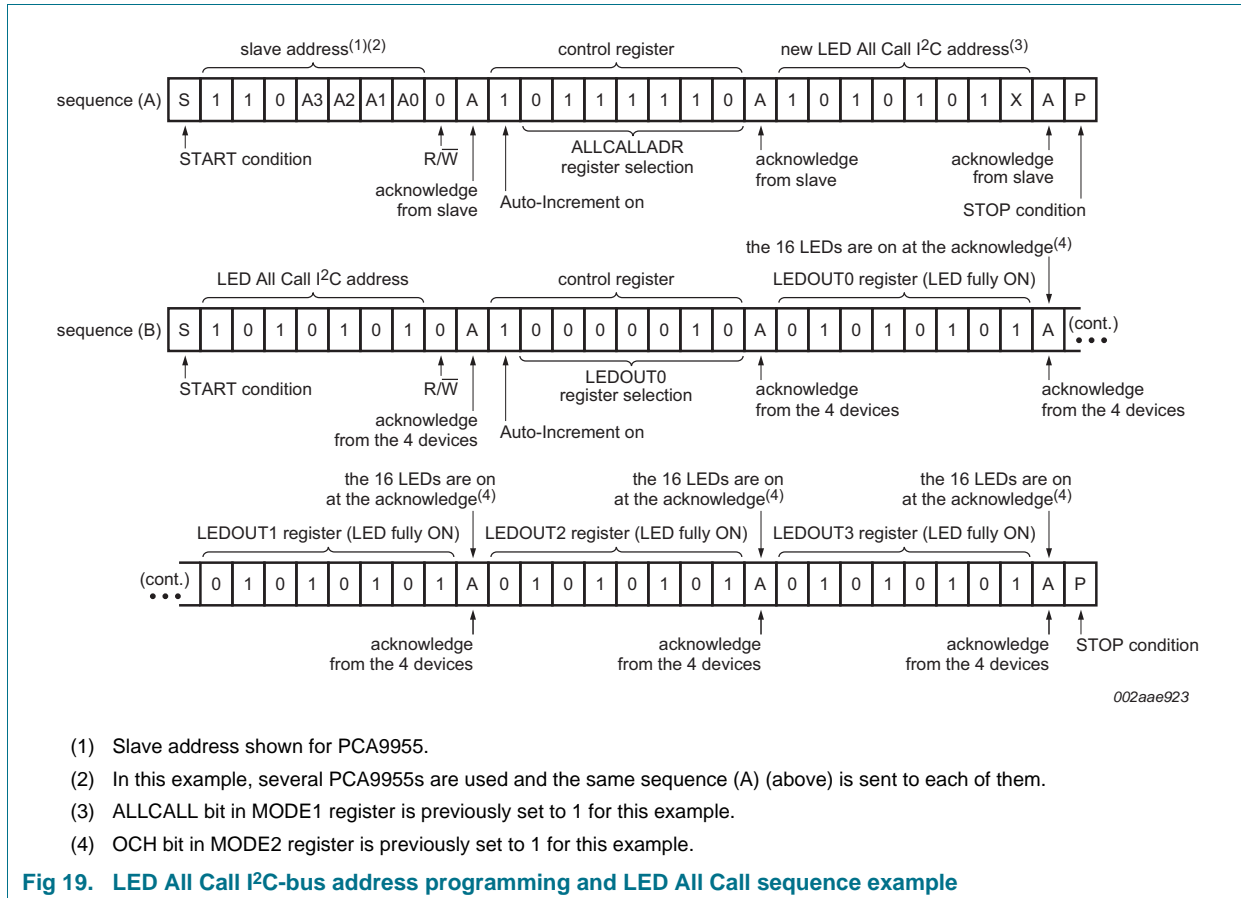 slave address(1)(2) control register new LED All Call I2C address(3)
sequence (A) S 1 1 0 A3 A2 A1 A0 0 A 1 0 1 1 1 1 1 0 A 1 0 1 0 1 0 1 X A P
START condition R/W̅ ALLCALLADR register selection acknowledge from slave acknowledge from slave
acknowledge from slave Auto-Increment on STOP condition
the 16 LEDs are on at the acknowledge(4)
LED All Call I2C address control register LEDOUT0 register (LED fully ON)
sequence (B) S 1 0 1 0 1 0 1 0 A 1 0 0 0 0 0 1 0 A 0 1 0 1 0 1 0 1 A (cont.)
START condition R/W̅ LEDOUT0 register selection acknowledge from the 4 devices acknowledge from the 4 devices
acknowledge from the 4 devices Auto-Increment on
the 16 LEDs are on at the acknowledge(4) the 16 LEDs are on at the acknowledge(4) the 16 LEDs are on at the acknowledge(4)
LEDOUT1 register (LED fully ON) LEDOUT2 register (LED fully ON) LEDOUT3 register (LED fully ON)
(cont.) 0 1 0 1 0 1 0 1 A 0 1 0 1 0 1 0 1 A 0 1 0 1 0 1 0 1 A P
acknowledge from the 4 devices acknowledge from the 4 devices acknowledge from the 4 devices STOP condition
002aae923
(1) Slave address shown for PCA9955.
(2) In this example, several PCA9955s are used and the same sequence (A) (above) is sent to each of them.
(3) ALLCALL bit in MODE1 register is previously set to 1 for this example.
(4) OCH bit in MODE2 register is previously set to 1 for this example.
Fig 19. LED All Call I2C-bus address programming and LED All Call sequence example